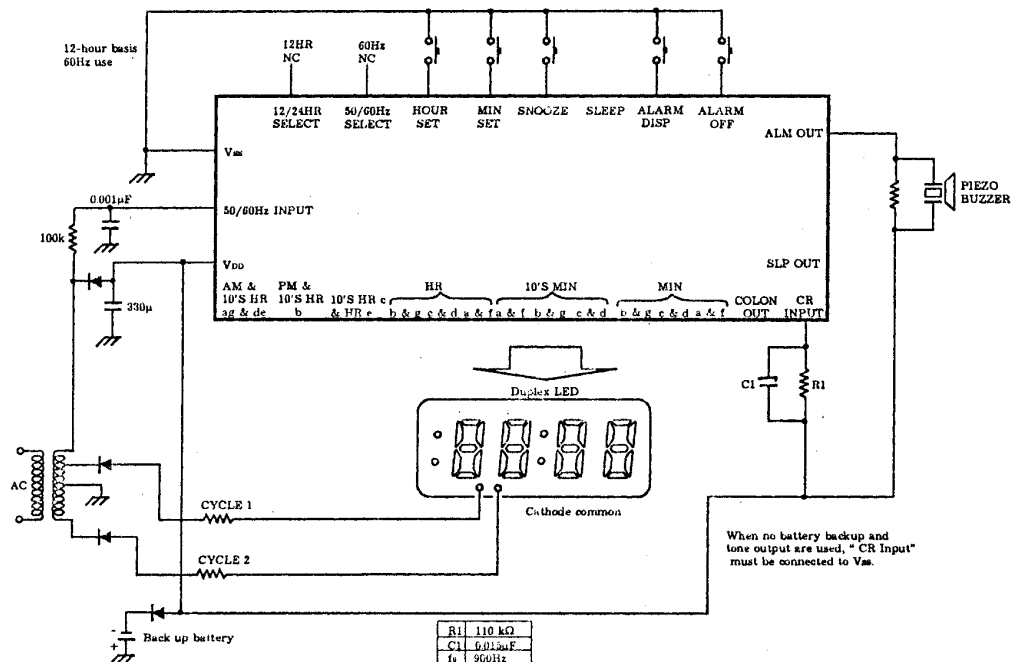 12-hour basis
60Hz use
12HR
NC
60Hz
NC
12/24HR
SELECT
50/60Hz
SELECT
HOUR
SET
MIN
SET
SNOOZE
SLEEP
ALARM
DISP
ALARM
OFF
ALM OUT
Vss
0.001μF
50/60Hz INPUT
PIEZO
BUZZER
100k
VDD
SLP OUT
330μ
AM &
10'S HR
ag & de
PM &
10'S HR
b
10'S HR c
& HR e
HR
b & g c & d a & f
10'S MIN
a & f b & g c & d
MIN
b & g c & d a & f
COLON
OUT
CR
INPUT
C1
R1
Duplex LED
AC
CYCLE 1
Cathode common
CYCLE 2
When no battery backup and
tone output are used, " CR Input"
must be connected to Vss.
-
+
Back up battery
R1 110 kΩ
C1 0.015μF
900Hz